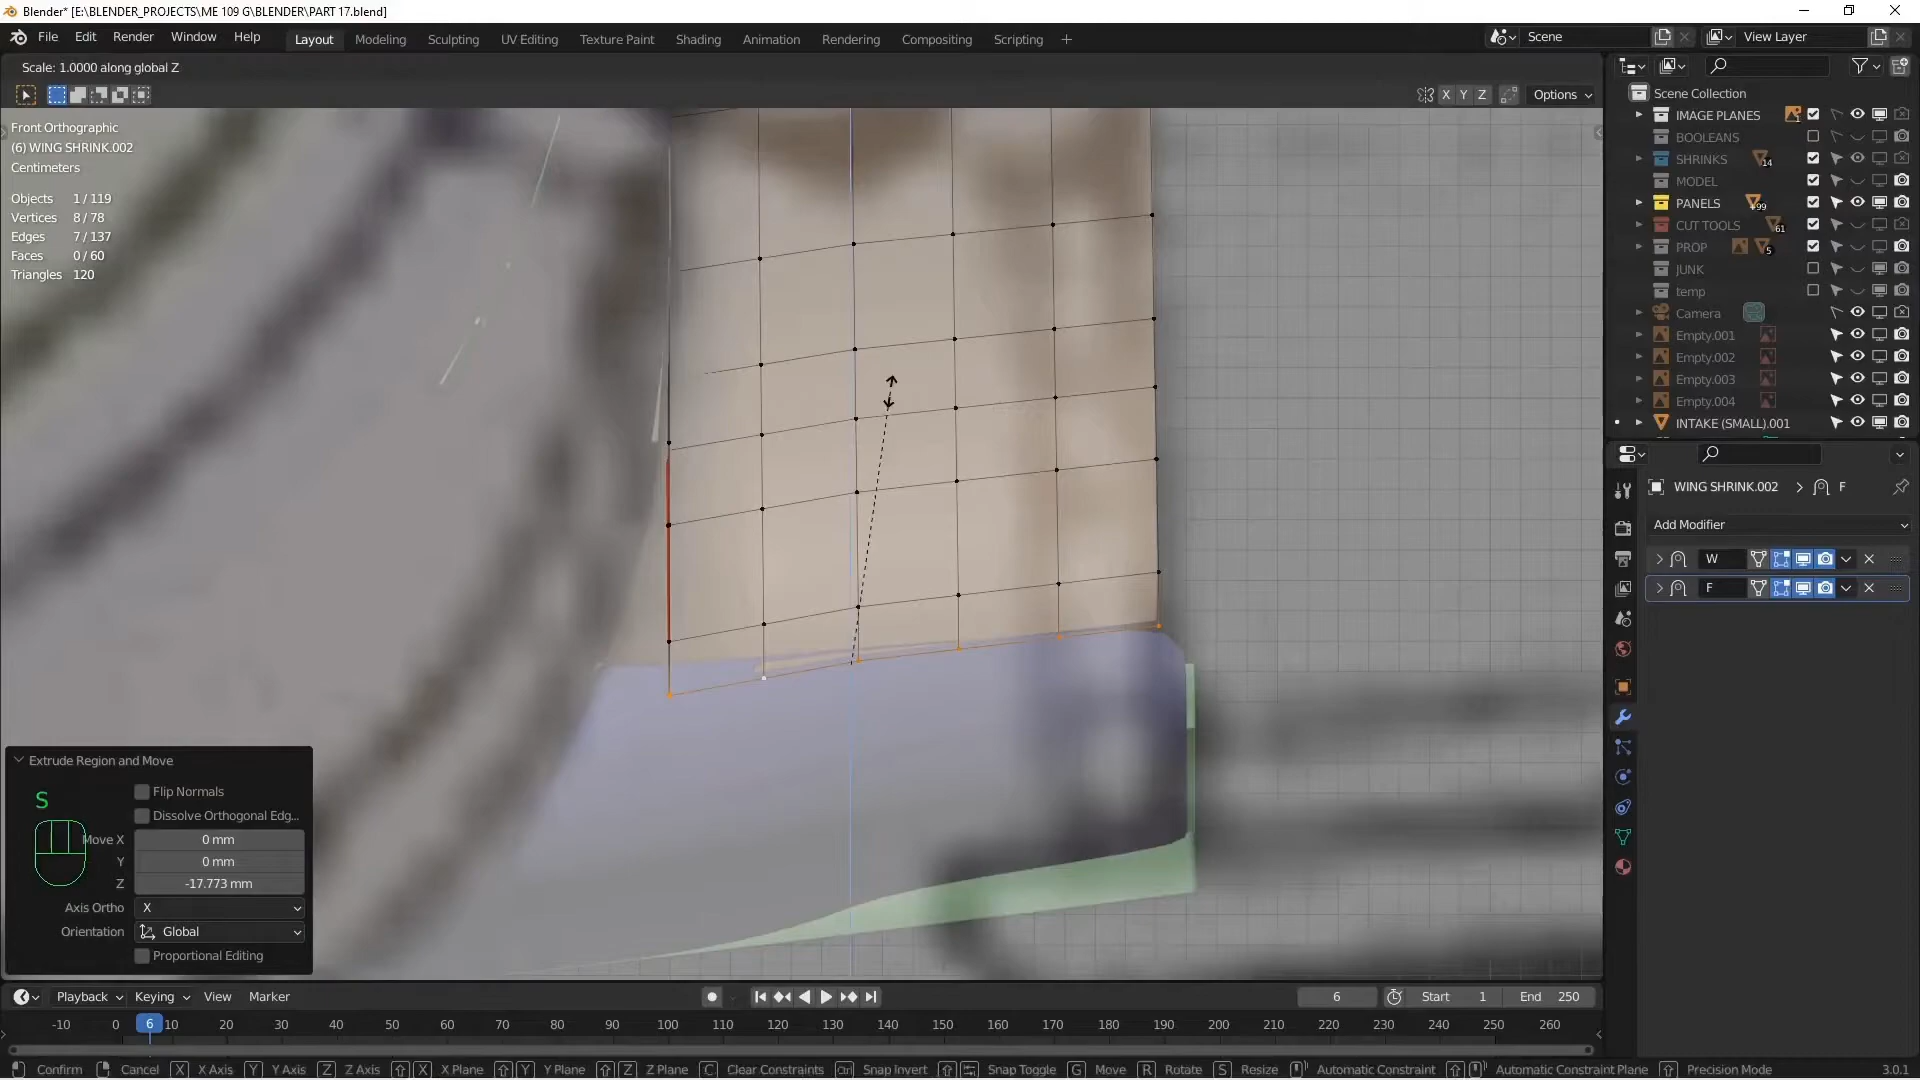 Blender* [E:\BLENDER_PROJECTS\ME 109 G\BLENDER\PART 17.blend]
File Edit Render Window Help Layout Modeling Sculpting UV Editing Texture Paint Shading Animation Rendering Compositing Scripting + Scene View Layer
Scale: 1.0000 along global Z
X Y Z Options
Front Orthographic
(6) WING SHRINK.002
Centimeters
Objects 1 / 119
Vertices 8 / 78
Edges 7 / 137
Faces 0 / 60
Triangles 120
Scene Collection
IMAGE PLANES 1
BOOLEANS
SHRINKS 14
MODEL
PANELS +99
CUT TOOLS 61
PROP 5
JUNK
temp
Camera
Empty.001
Empty.002
Empty.003
Empty.004
INTAKE (SMALL).001
WING SHRINK.002 F
Add Modifier
W
F
Extrude Region and Move
Flip Normals
Dissolve Orthogonal Edg...
S
Move X 0 mm
Y 0 mm
Z -17.773 mm
Axis Ortho X
Orientation Global
Proportional Editing
Playback Keying View Marker 6 Start 1 End 250
-10 0 6 10 20 30 40 50 60 70 80 90 100 110 120 130 140 150 160 170 180 190 200 210 220 230 240 250 260
Confirm Cancel X X Axis Y Y Axis Z Z Axis X X Plane Y Y Plane Z Z Plane C Clear Constraints Ctrl Snap Invert Snap Toggle G Move R Rotate S Resize Automatic Constraint Automatic Constraint Plane Precision Mode 3.0.1